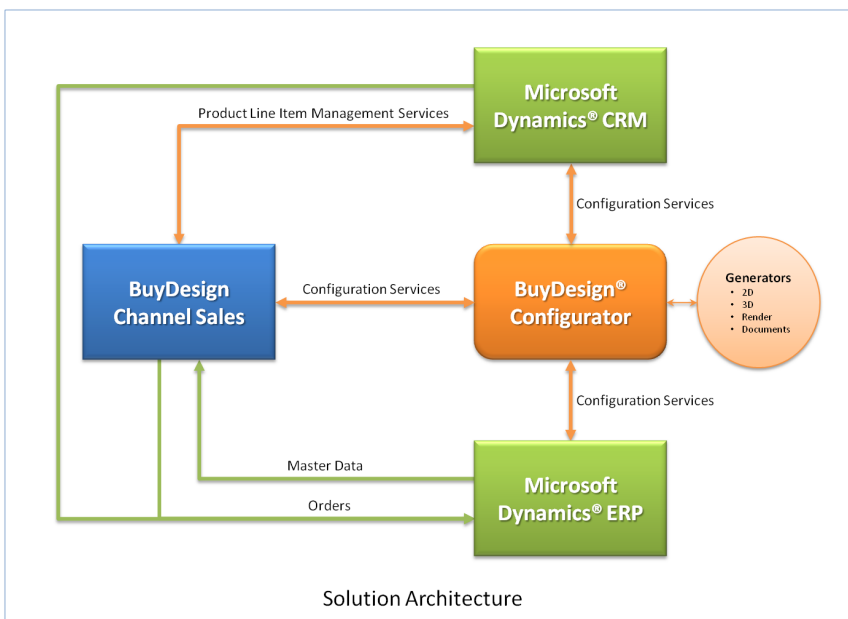 Microsoft
Dynamics® CRM
Product Line Item Management Services
Configuration Services
BuyDesign
Channel Sales
Configuration Services
BuyDesign®
Configurator
Generators
• 2D
• 3D
• Render
• Documents
Configuration Services
Master Data
Orders
Microsoft
Dynamics® ERP
Solution Architecture